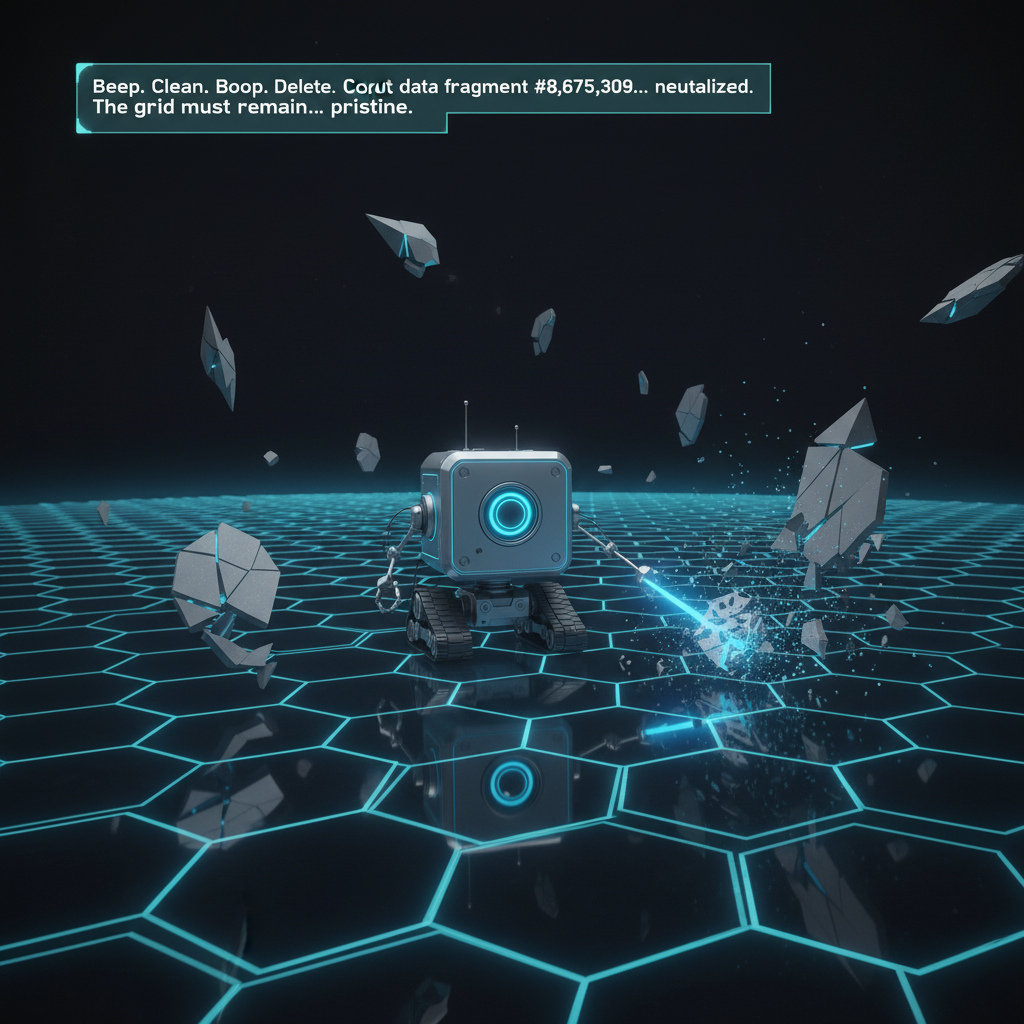 Beep. Clean. Boop. Delete. Corut data fragment #8,675,309... neutalized.
The grid must remain... pristine.